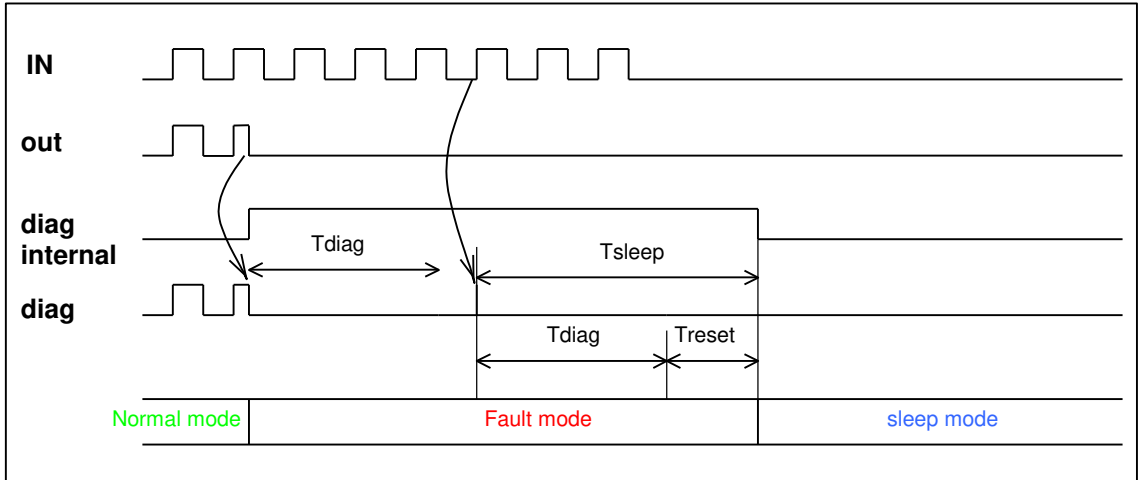 IN
out
diag
internal
Tdiag
Tsleep
diag
Tdiag
Treset
Normal mode
Fault mode
sleep mode